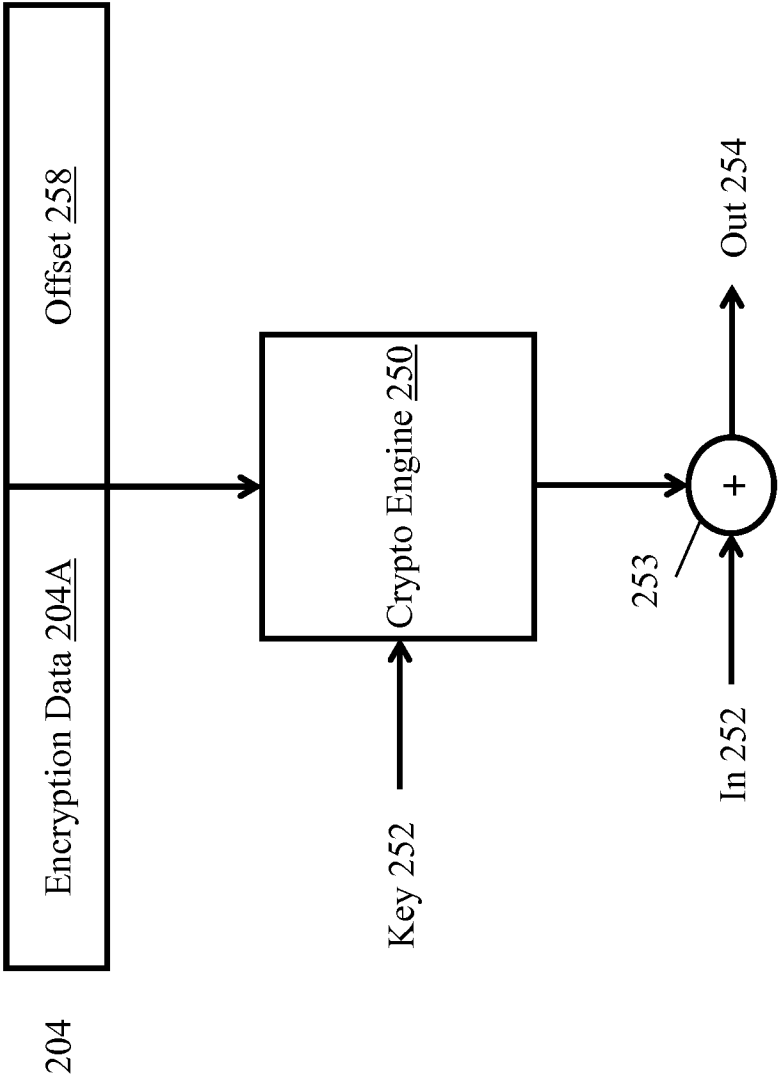 204
Encryption Data 204A
Offset 258
Key 252
Crypto Engine 250
253
In 252
+
Out 254